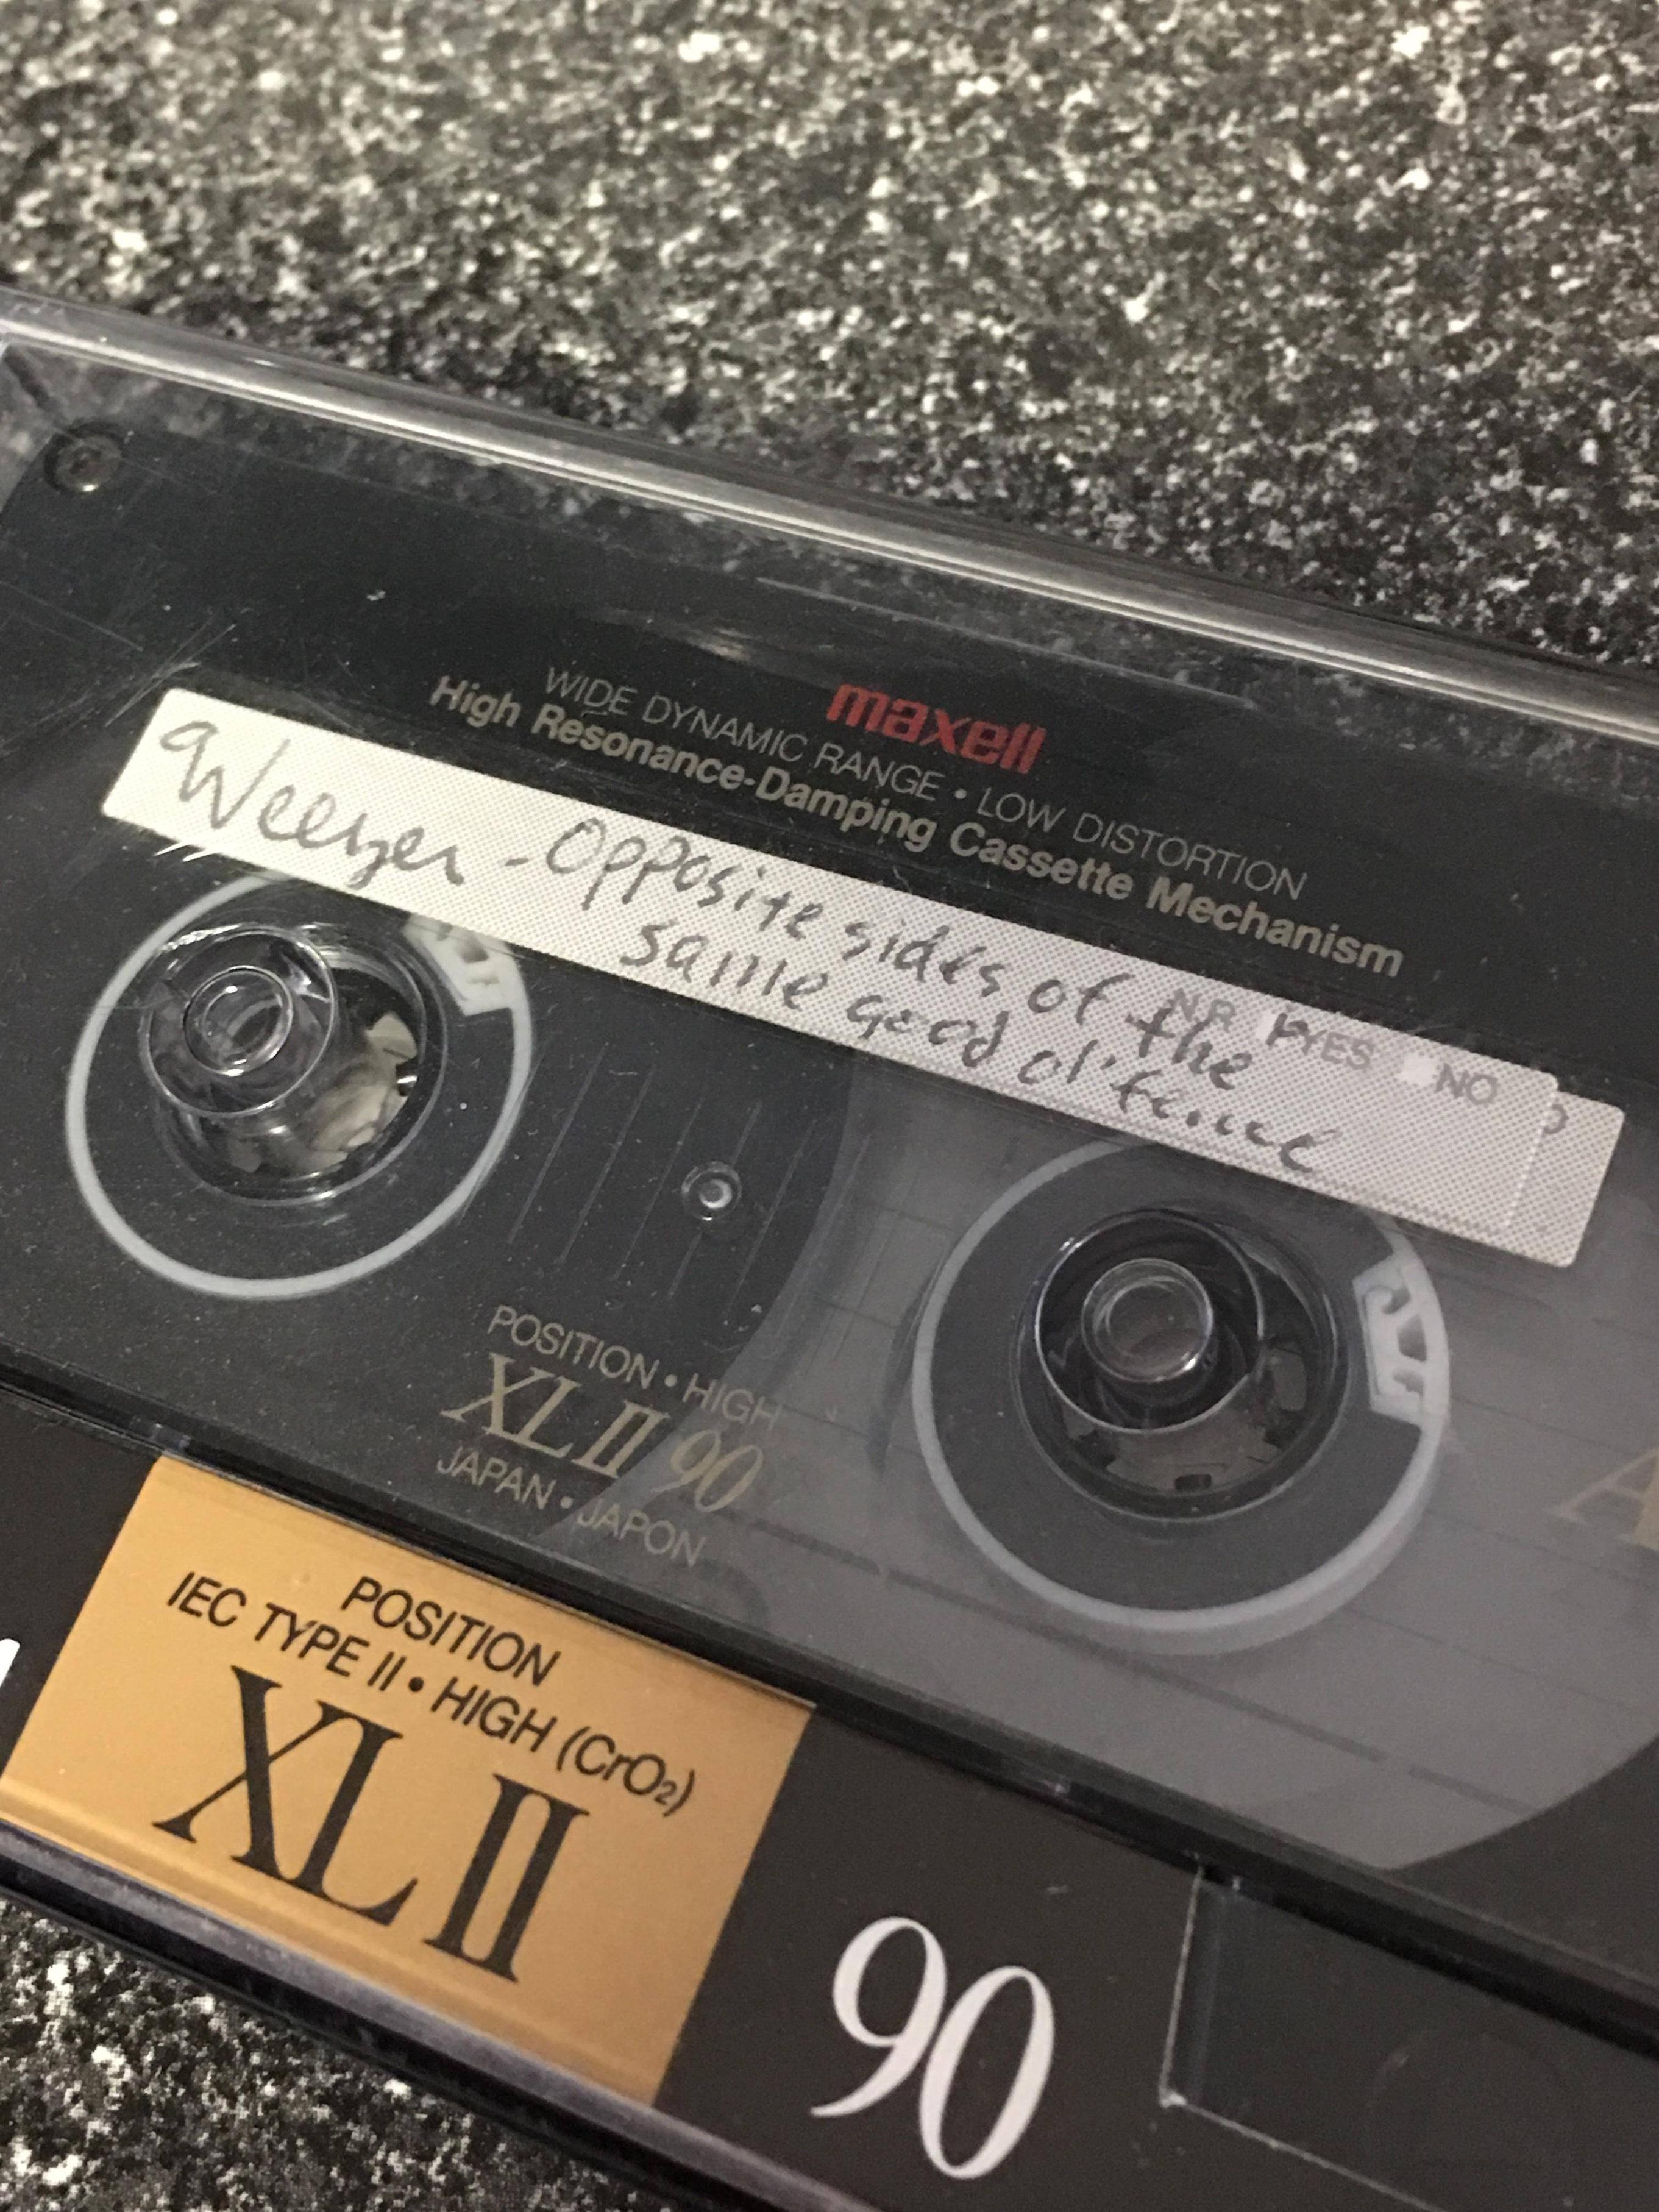 maxell
WIDE DYNAMIC RANGE • LOW DISTORTION
High Resonance-Damping Cassette Mechanism
Weezer - Opposite sides of the
same good ol' fence
N.R YES NO
POSITION • HIGH
XL II 90
JAPAN • JAPON
A
POSITION
IEC TYPE II • HIGH (CrO₂)
XL II
90